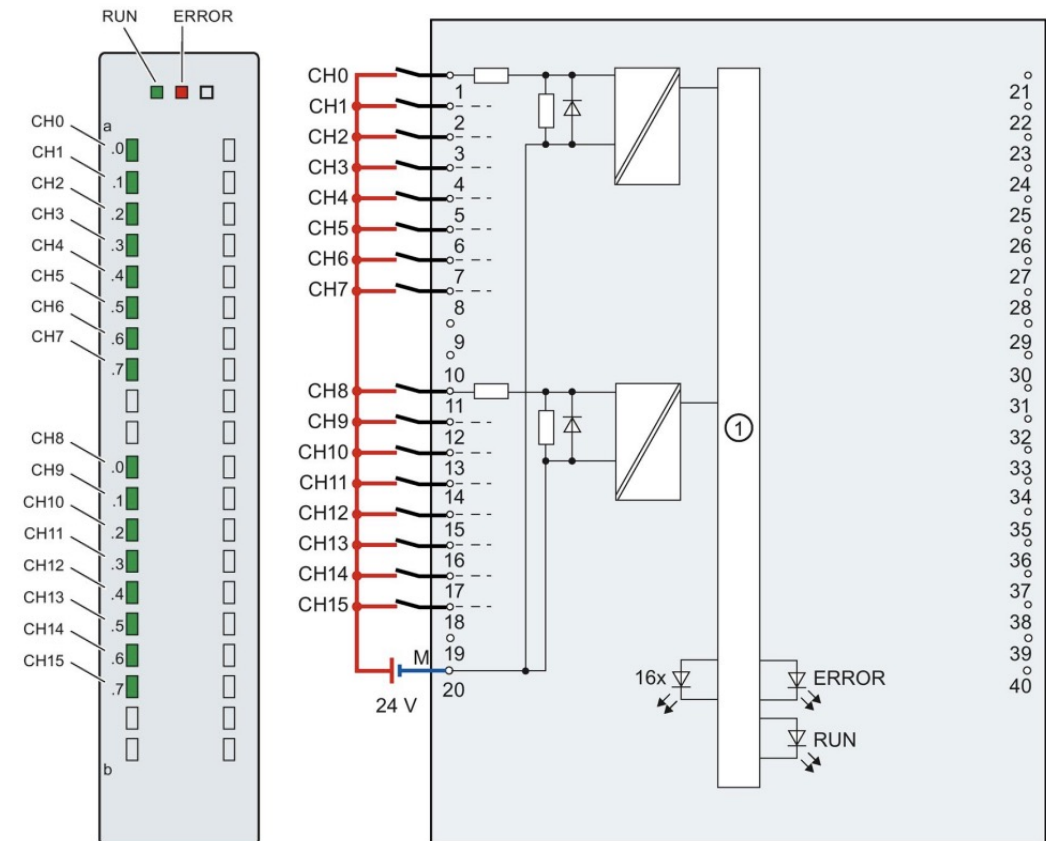 RUN ERROR
a
CH0 .0
CH1 .1
CH2 .2
CH3 .3
CH4 .4
CH5 .5
CH6 .6
CH7 .7
CH8 .0
CH9 .1
CH10 .2
CH11 .3
CH12 .4
CH13 .5
CH14 .6
CH15 .7
b
CH0
1 21
CH1
2 22
CH2
3 23
CH3
4 24
CH4
5 25
CH5
6 26
CH6
7 27
CH7
8 28
9 29
10 30
CH8
11 31
CH9
12 32
CH10
13 33
CH11
14 34
CH12
15 35
CH13
16 36
CH14
17 37
CH15
18 38
M 19 39
20 40
24 V
①
16x ERROR
RUN